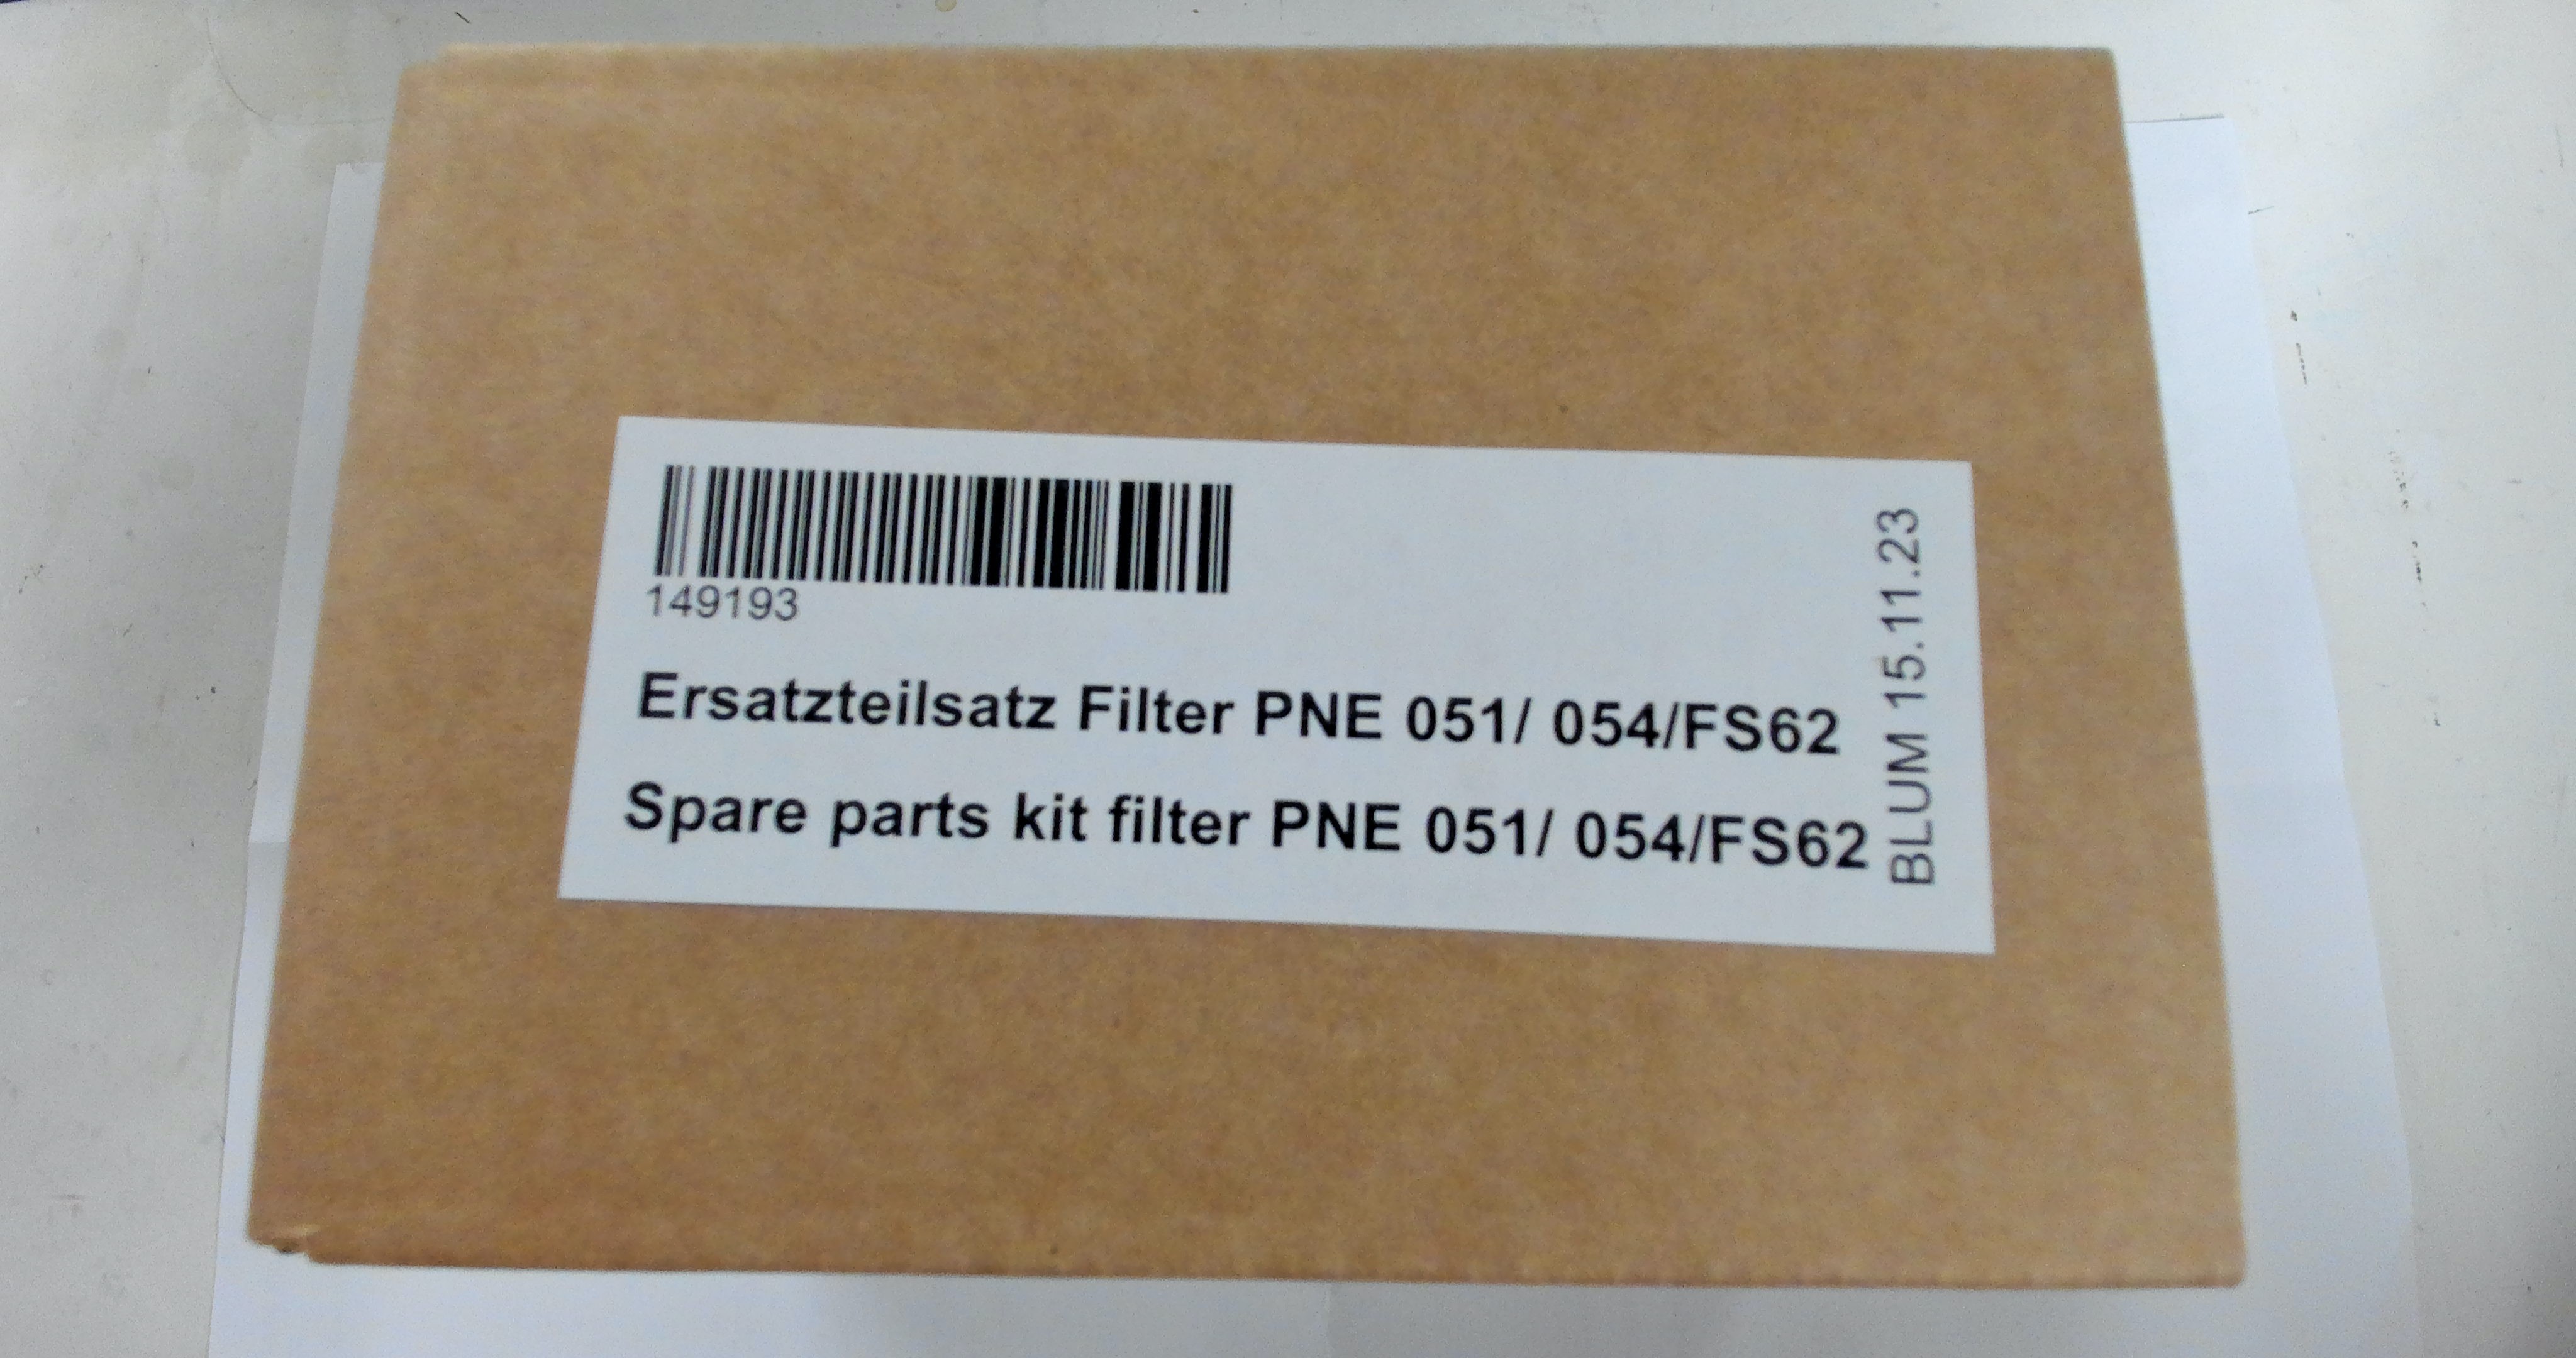 149193
Ersatzteilsatz Filter PNE 051/ 054/FS62
Spare parts kit filter PNE 051/ 054/FS62
BLUM 15.11.23